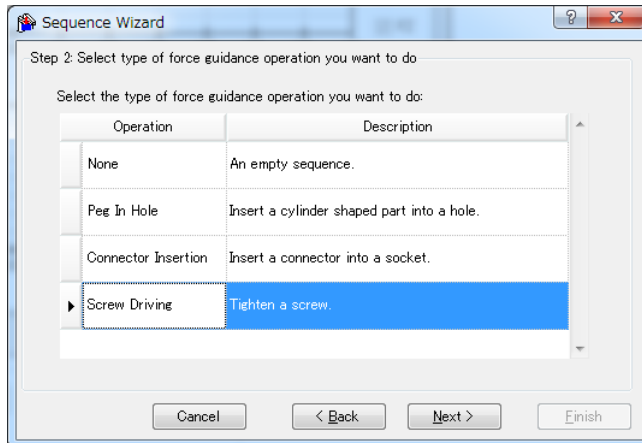 Sequence Wizard
Step 2: Select type of force guidance operation you want to do
Select the type of force guidance operation you want to do:
Operation Description
None An empty sequence.
Peg In Hole Insert a cylinder shaped part into a hole.
Connector Insertion Insert a connector into a socket.
Screw Driving Tighten a screw.
Cancel < Back Next > Finish